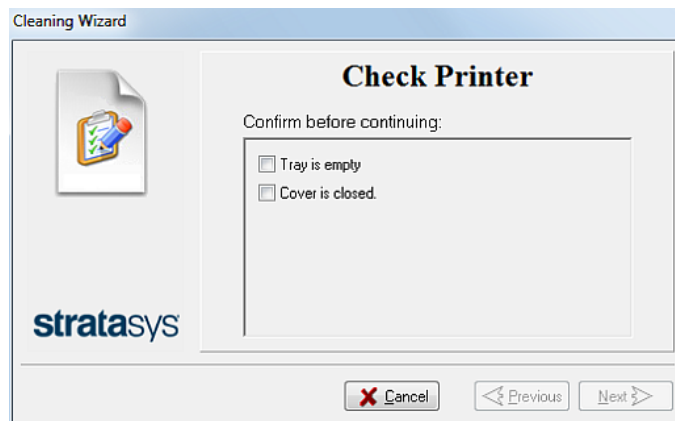 Cleaning Wizard
Check Printer
Confirm before continuing:
Tray is empty
Cover is closed.
stratasys
Cancel
Previous
Next